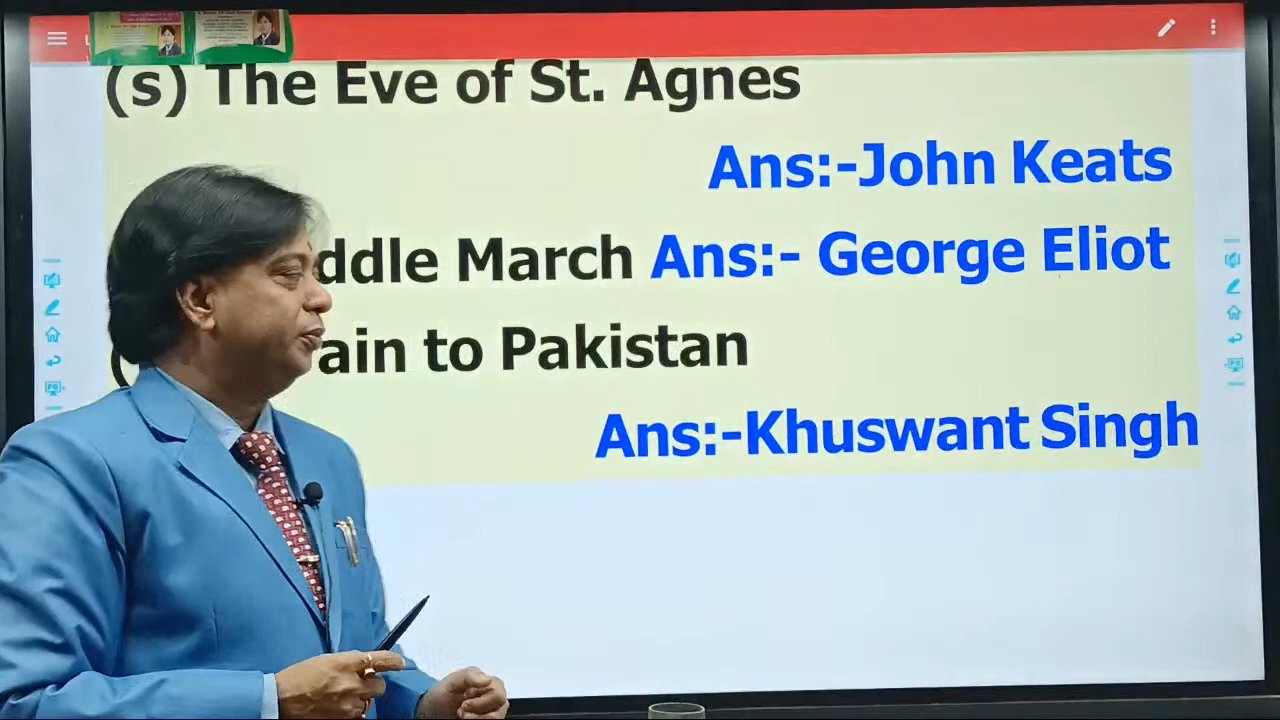 (s) The Eve of St. Agnes
Ans:-John Keats
ddle March Ans:- George Eliot
ain to Pakistan
Ans:-Khuswant Singh